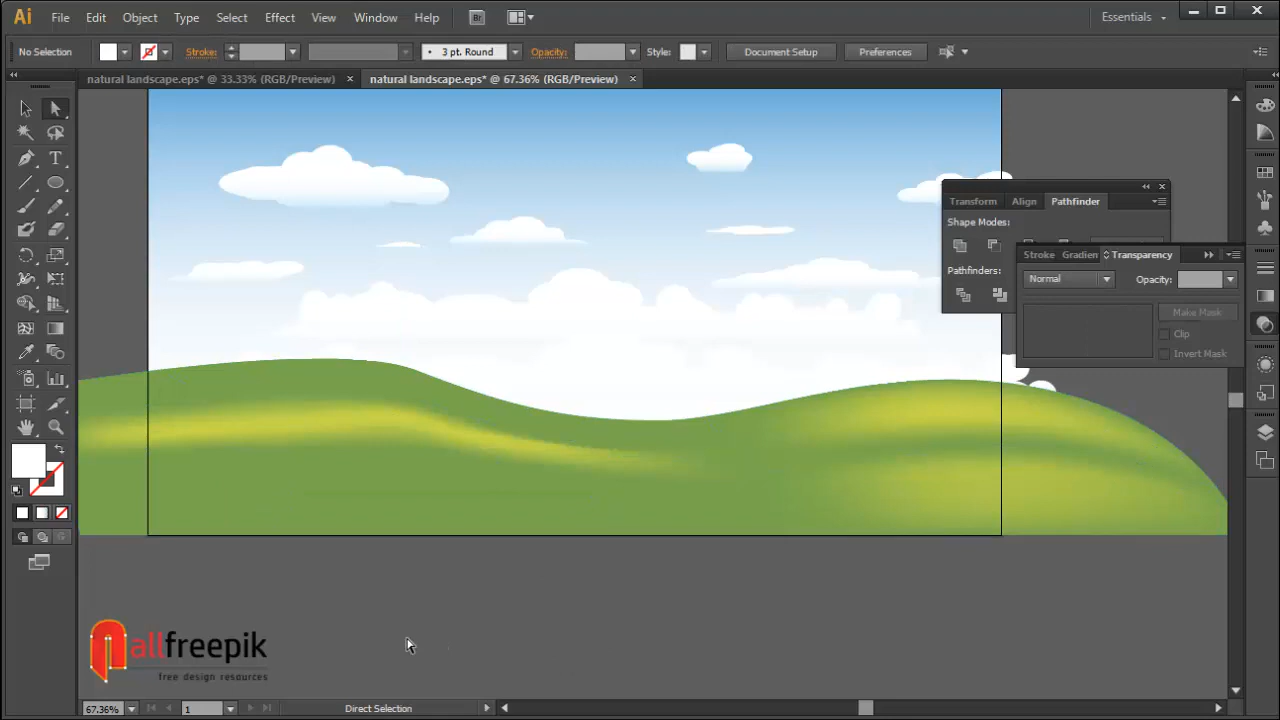 Ai File Edit Object Type Select Effect View Window Help Br Essentials
No Selection Stroke: 3 pt. Round Opacity: Style: Document Setup Preferences
natural landscape.eps* @ 33.33% (RGB/Preview) natural landscape.eps* @ 67.36% (RGB/Preview)
Transform Align Pathfinder
Shape Modes:
Stroke Gradien Transparency
Pathfinders:
Normal Opacity:
Make Mask
Clip
Invert Mask
allfreepik
free design resources
67.36% 1 Direct Selection